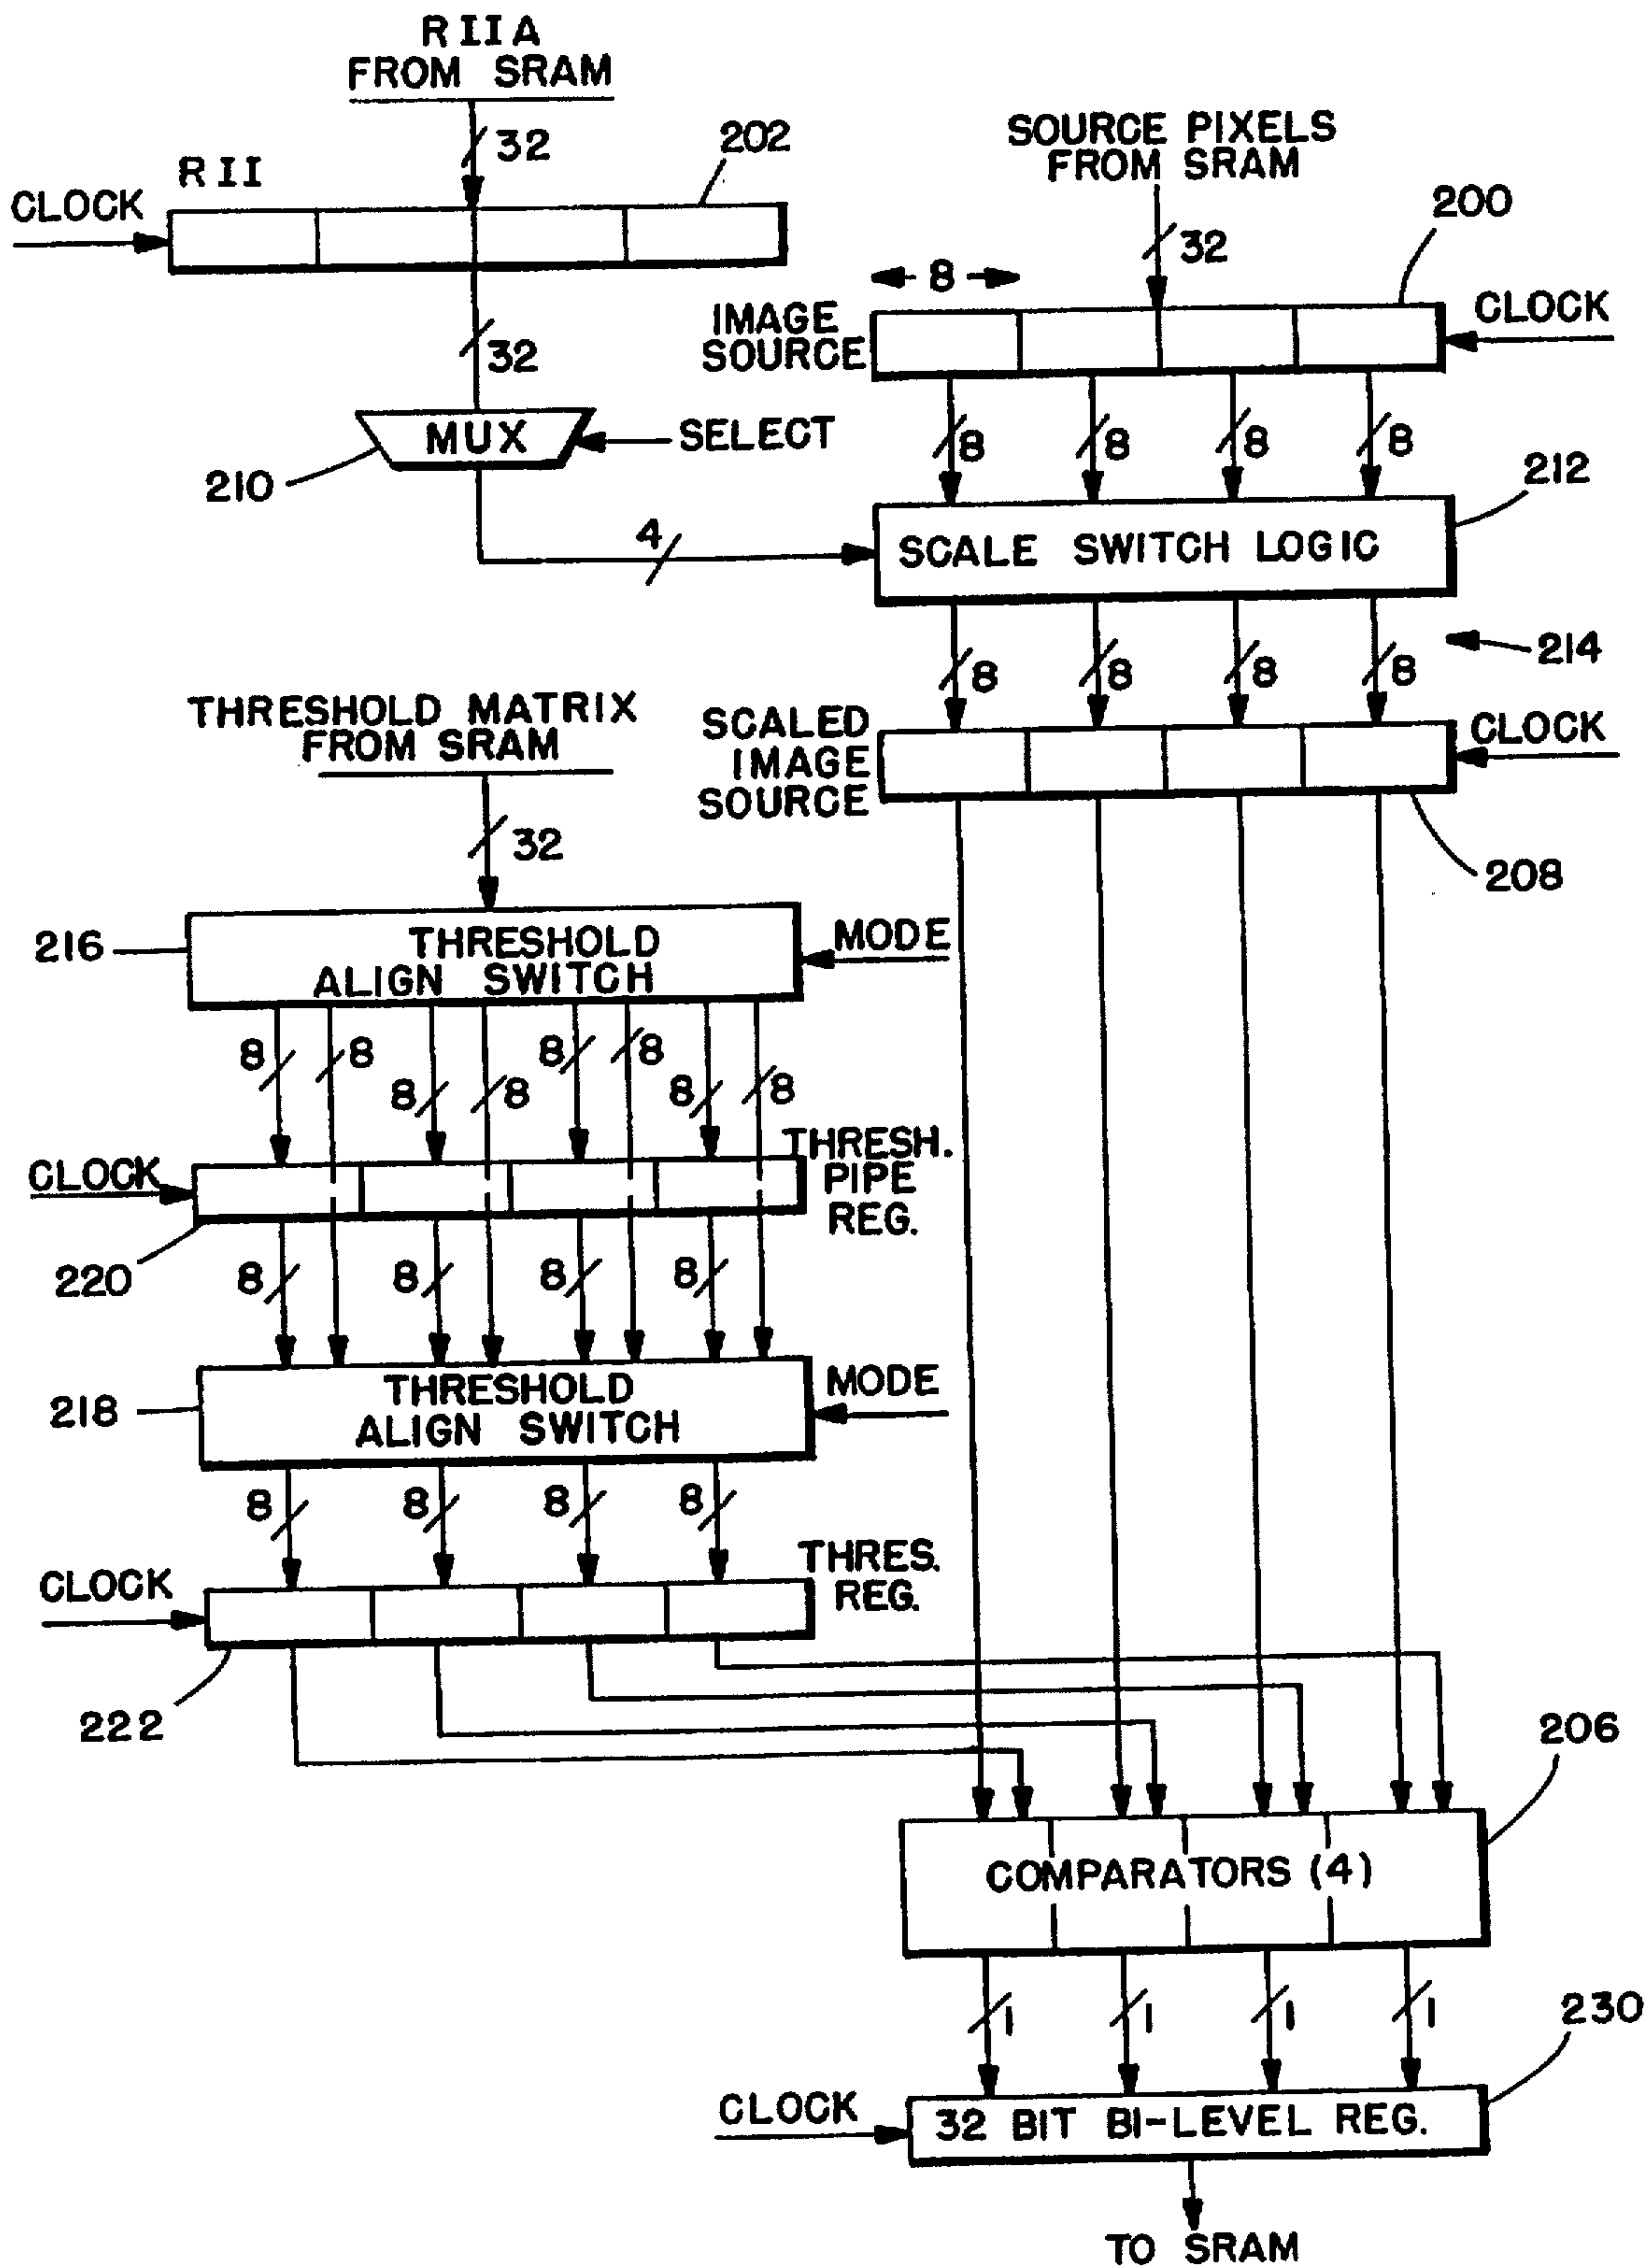 RIIA
FROM SRAM
32
202
RII
CLOCK
32
MUX
SELECT
210
4
SOURCE PIXELS
FROM SRAM
32
200
8
IMAGE
SOURCE
CLOCK
8 8 8 8
212
SCALE SWITCH LOGIC
8 8 8 8
214
SCALED
IMAGE
SOURCE
CLOCK
208
THRESHOLD MATRIX
FROM SRAM
32
216
THRESHOLD
ALIGN SWITCH
MODE
8 8 8 8 8 8 8 8
CLOCK
THRESH.
PIPE
REG.
220
8 8 8 8
218
THRESHOLD
ALIGN SWITCH
MODE
8 8 8 8
CLOCK
THRES.
REG.
222
206
COMPARATORS (4)
1 1 1 1
230
CLOCK
32 BIT BI-LEVEL REG.
TO SRAM